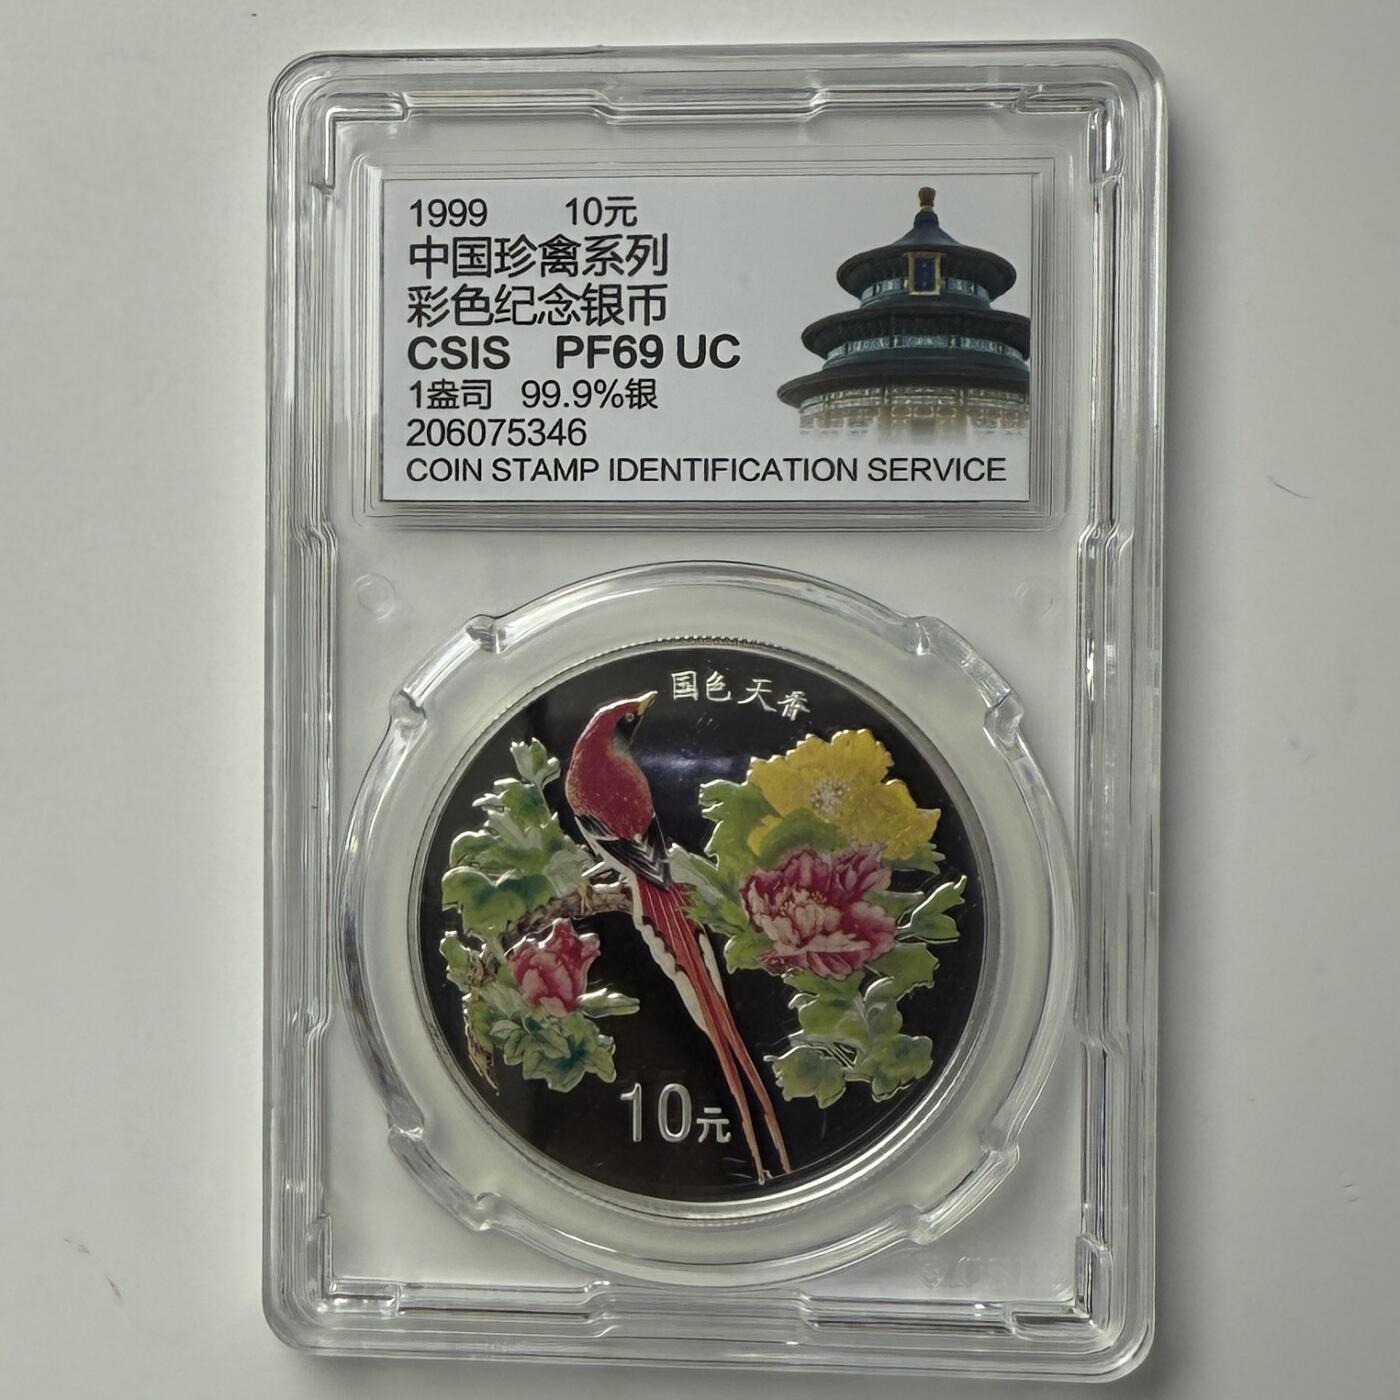 1999 10元
中国珍禽系列
彩色纪念银币
CSIS PF69 UC
1盎司 99.9%银
206075346
COIN STAMP IDENTIFICATION SERVICE
国色天香
10元